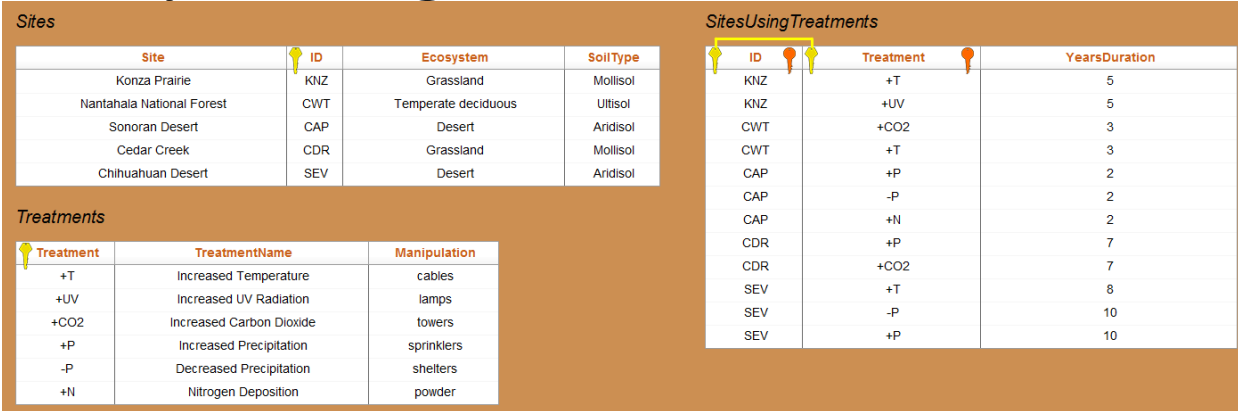 Sites
Site ID Ecosystem SoilType
Konza Prairie KNZ Grassland Mollisol
Nantahala National Forest CWT Temperate deciduous Ultisol
Sonoran Desert CAP Desert Aridisol
Cedar Creek CDR Grassland Mollisol
Chihuahuan Desert SEV Desert Aridisol
Treatments
Treatment TreatmentName Manipulation
+T Increased Temperature cables
+UV Increased UV Radiation lamps
+CO2 Increased Carbon Dioxide towers
+P Increased Precipitation sprinklers
-P Decreased Precipitation shelters
+N Nitrogen Deposition powder
SitesUsingTreatments
ID Treatment YearsDuration
KNZ +T 5
KNZ +UV 5
CWT +CO2 3
CWT +T 3
CAP +P 2
CAP -P 2
CAP +N 2
CDR +P 7
CDR +CO2 7
SEV +T 8
SEV -P 10
SEV +P 10